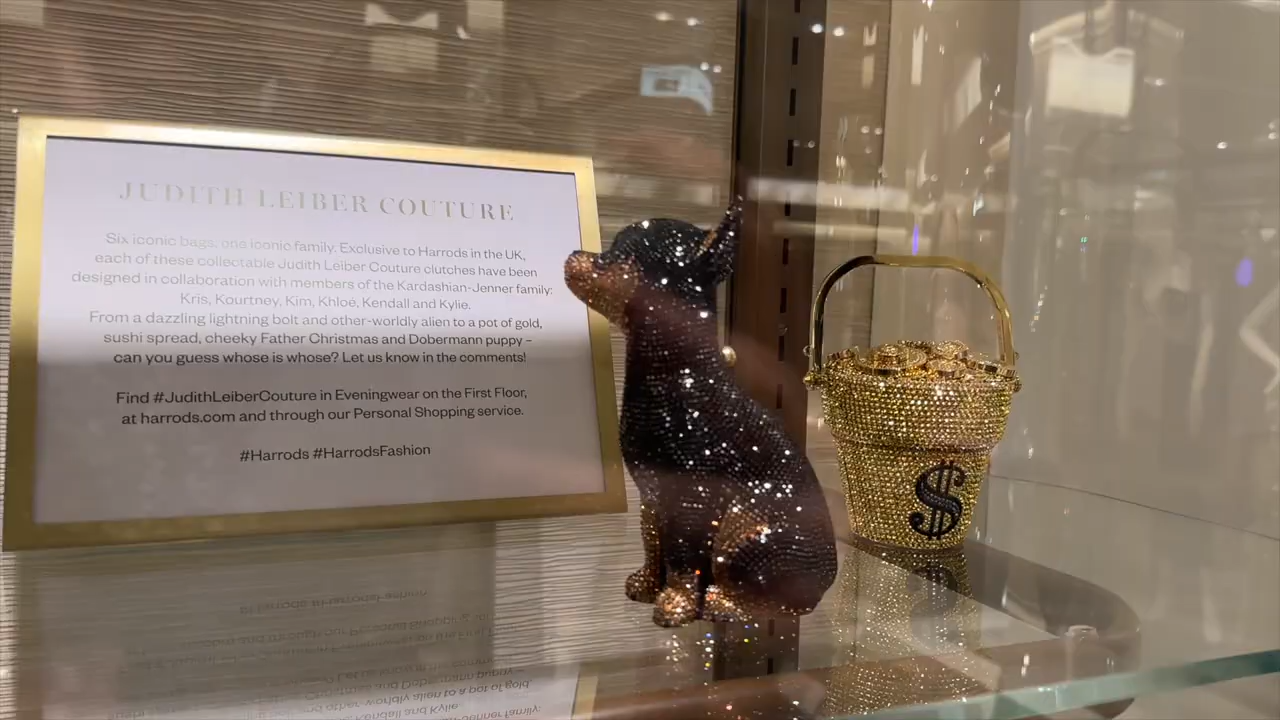 JUDITH LEIBER COUTURE
Six iconic bags; one iconic family. Exclusive to Harrods in the UK,
each of these collectable Judith Leiber Couture clutches have been
designed in collaboration with members of the Kardashian-Jenner family:
Kris, Kourtney, Kim, Khloé, Kendall and Kylie.
From a dazzling lightning bolt and other-worldly alien to a pot of gold,
sushi spread, cheeky Father Christmas and Dobermann puppy –
can you guess whose is whose? Let us know in the comments!
Find #JudithLeiberCouture in Eveningwear on the First Floor,
at harrods.com and through our Personal Shopping service.
#Harrods #HarrodsFashion
$